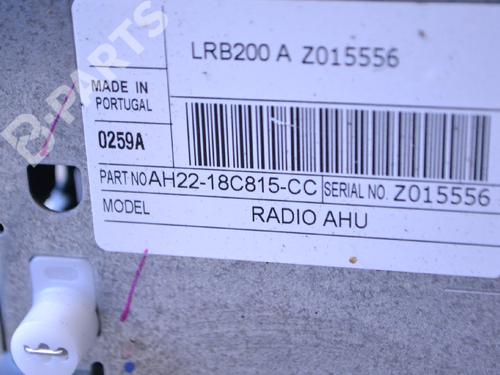 B-PARTS
LRB200 A Z015556
MADE IN
PORTUGAL
0259A
PART NO AH22-18C815-CC SERIAL NO. Z015556
MODEL RADIO AHU